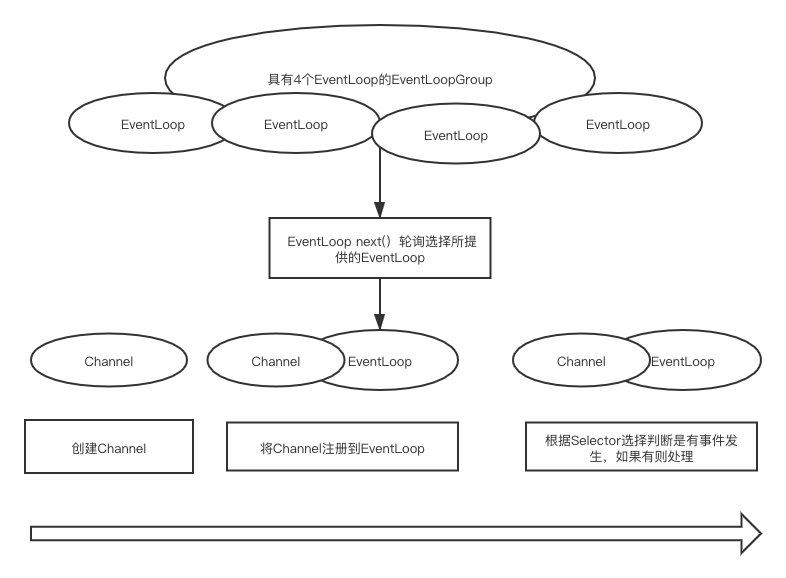 具有4个EventLoop的EventLoopGroup
EventLoop
EventLoop
EventLoop
EventLoop
EventLoop next(）轮询选择所提
供的EventLoop
Channel
Channel
EventLoop
Channel
EventLoop
创建Channel
将Channel注册到EventLoop
根据Selector选择判断是有事件发
生，如果有则处理